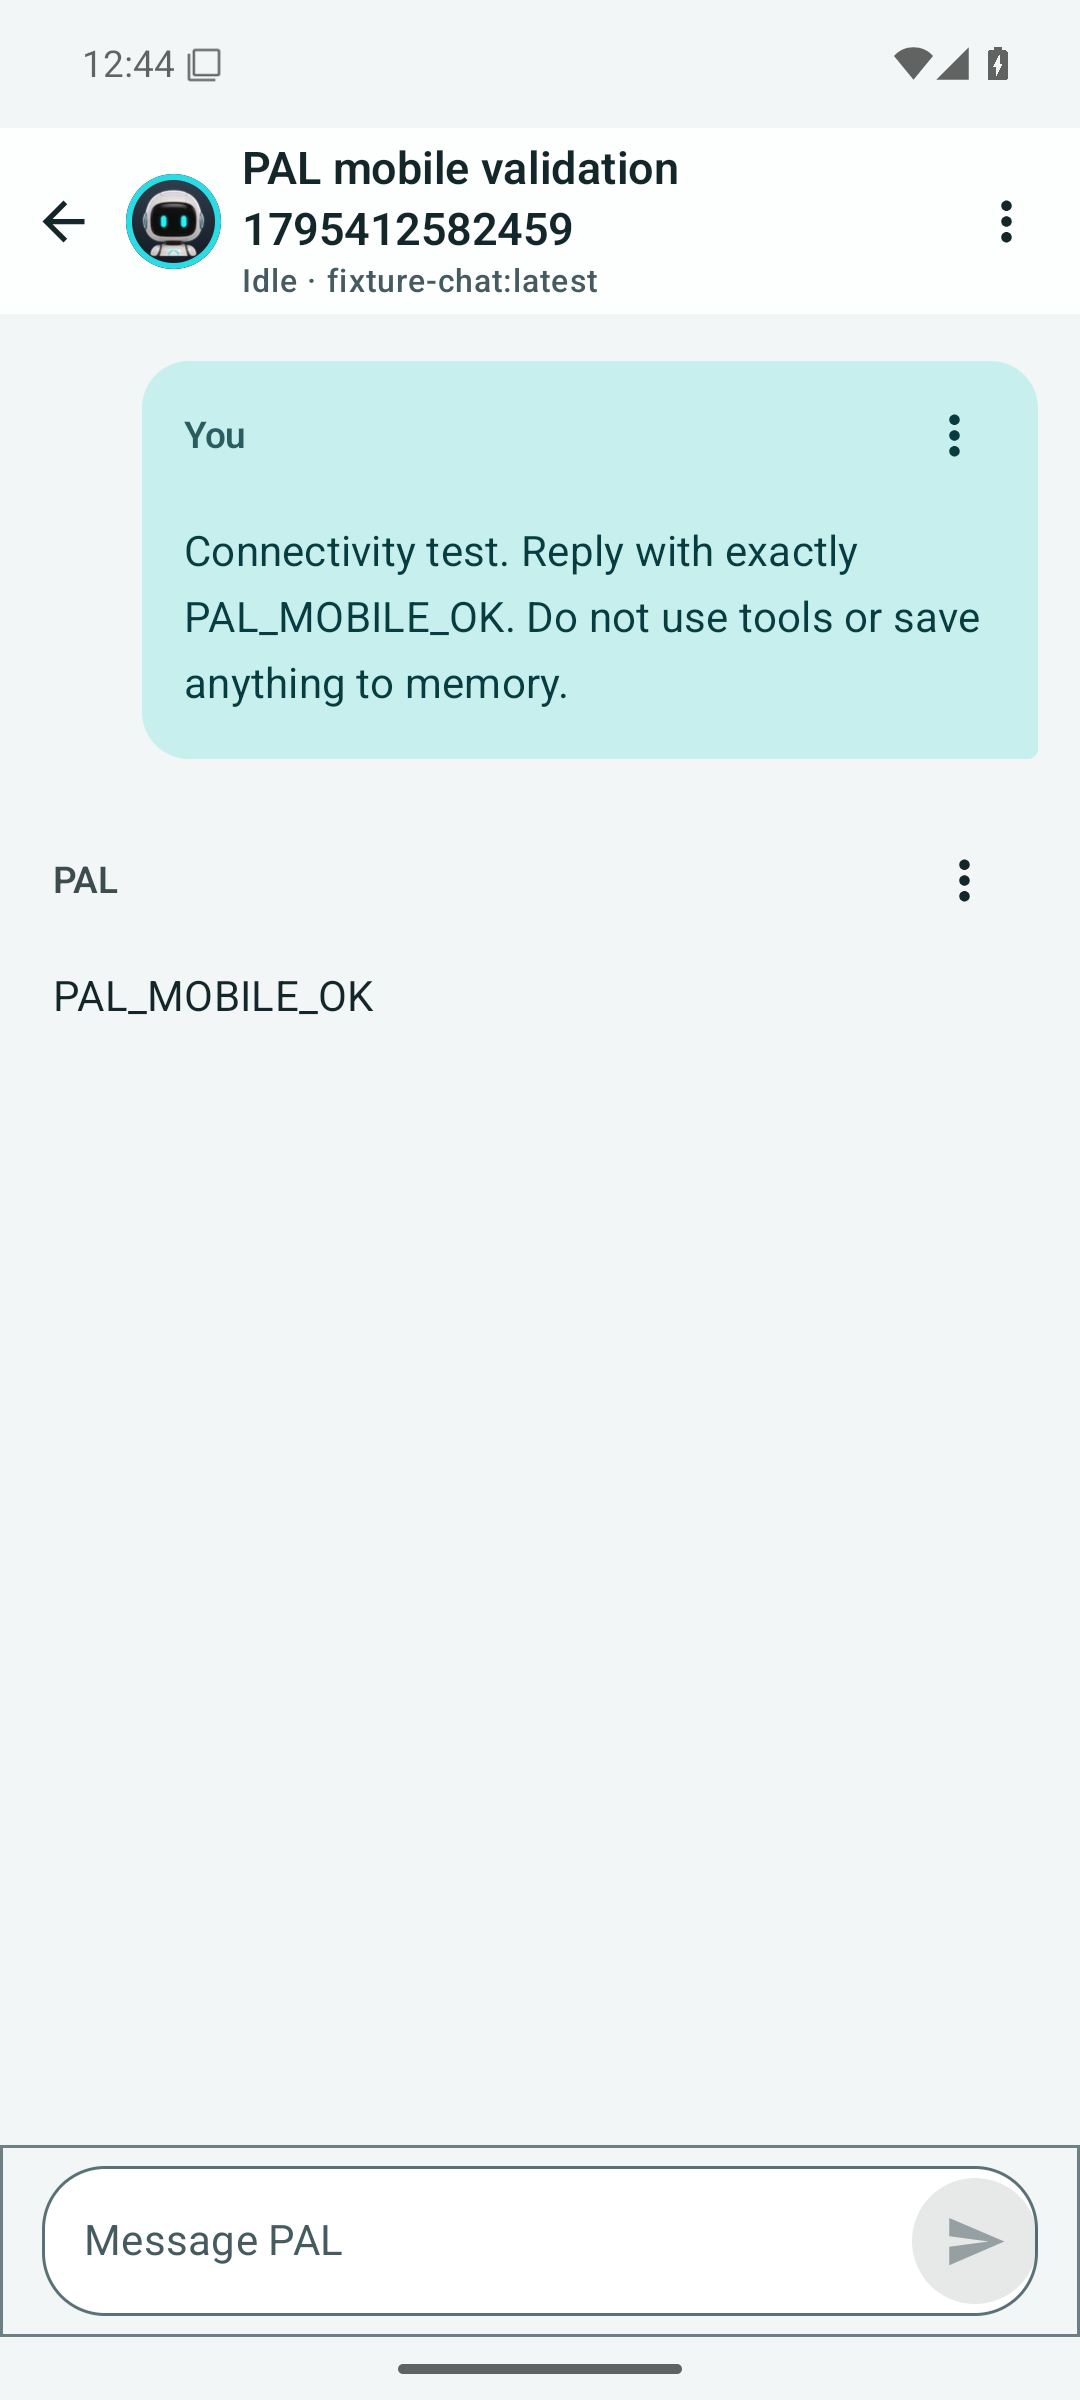 12:44
PAL mobile validation
1795412582459
Idle · fixture-chat:latest
You
Connectivity test. Reply with exactly
PAL_MOBILE_OK. Do not use tools or save
anything to memory.
PAL
PAL_MOBILE_OK
Message PAL